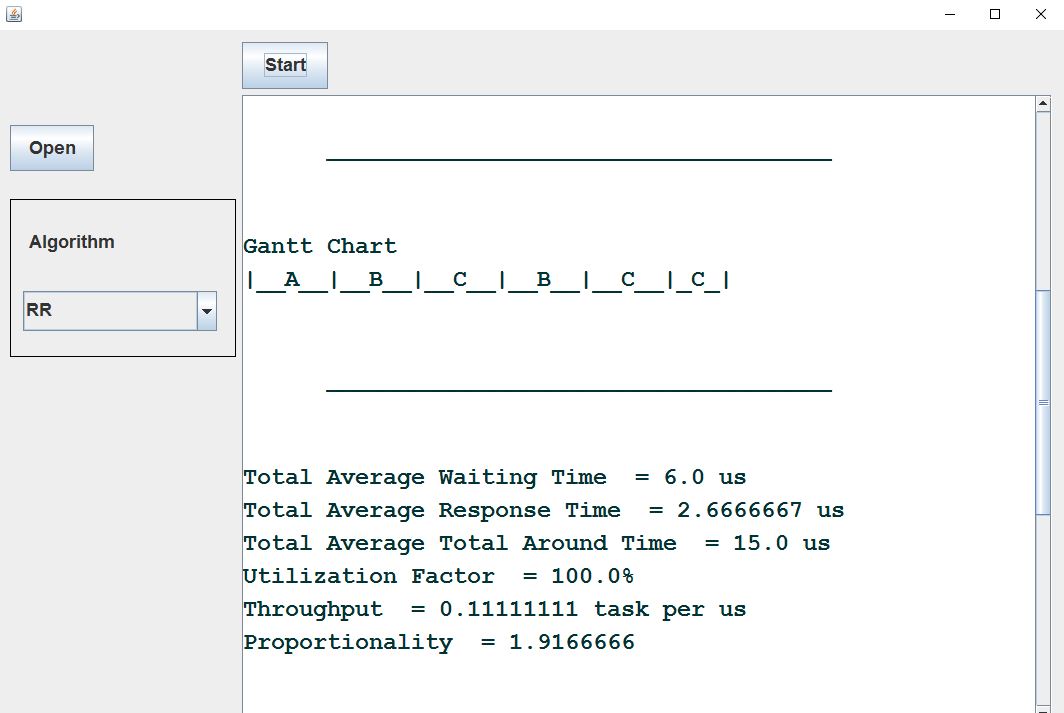 Start
Open
Algorithm
RR
Gantt Chart
|__A__|__B__|__C__|__B__|__C__|_C_|
Total Average Waiting Time = 6.0 us
Total Average Response Time = 2.6666667 us
Total Average Total Around Time = 15.0 us
Utilization Factor = 100.0%
Throughput = 0.11111111 task per us
Proportionality = 1.9166666